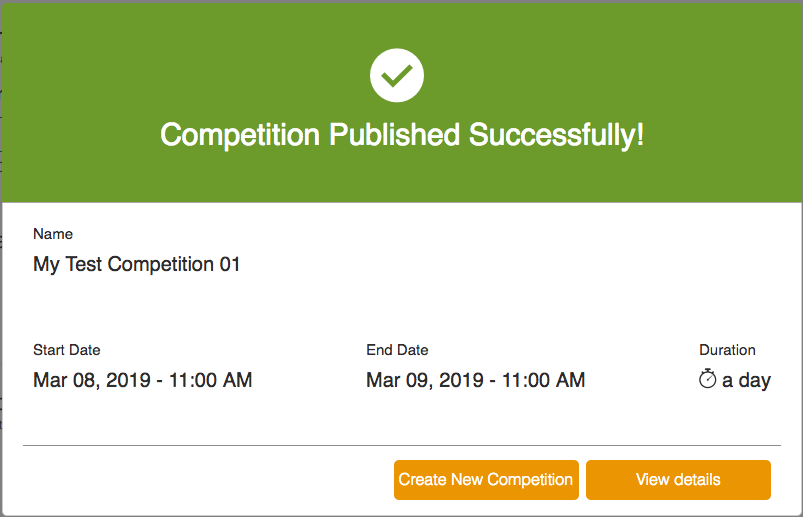 Competition Published Successfully!
Name
My Test Competition 01
Start Date
End Date
Duration
Mar 08, 2019 - 11:00 AM
Mar 09, 2019 - 11:00 AM
a day
Create New Competition
View details